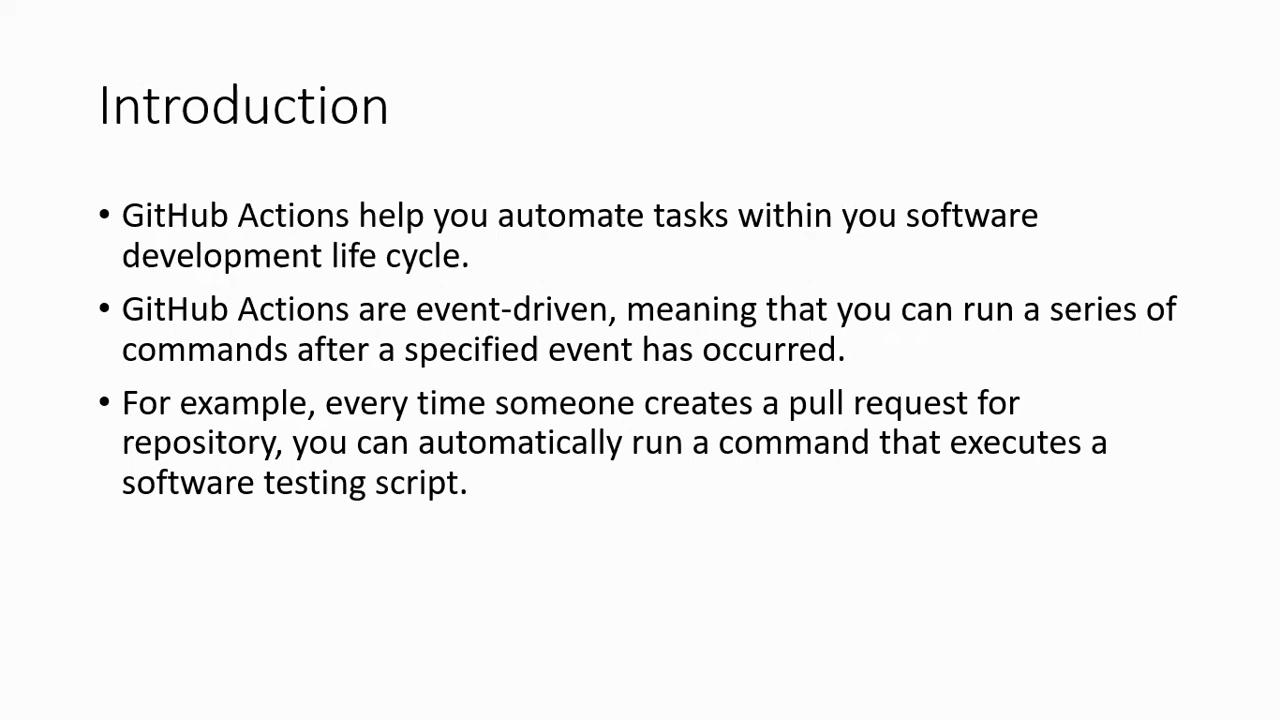 Introduction
• GitHub Actions help you automate tasks within you software
development life cycle.
• GitHub Actions are event-driven, meaning that you can run a series of
commands after a specified event has occurred.
• For example, every time someone creates a pull request for
repository, you can automatically run a command that executes a
software testing script.